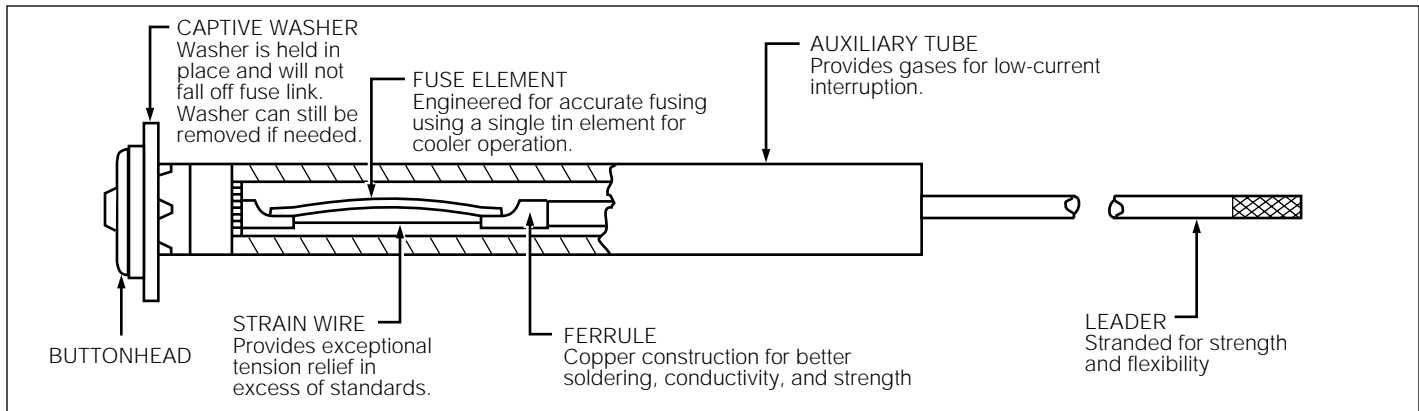 CAPTIVE WASHER
Washer is held in
place and will not
fall off fuse link.
Washer can still be
removed if needed.
FUSE ELEMENT
Engineered for accurate fusing
using a single tin element for
cooler operation.
AUXILIARY TUBE
Provides gases for low-current
interruption.
BUTTONHEAD
STRAIN WIRE
Provides exceptional
tension relief in
excess of standards.
FERRULE
Copper construction for better
soldering, conductivity, and strength
LEADER
Stranded for strength
and flexibility